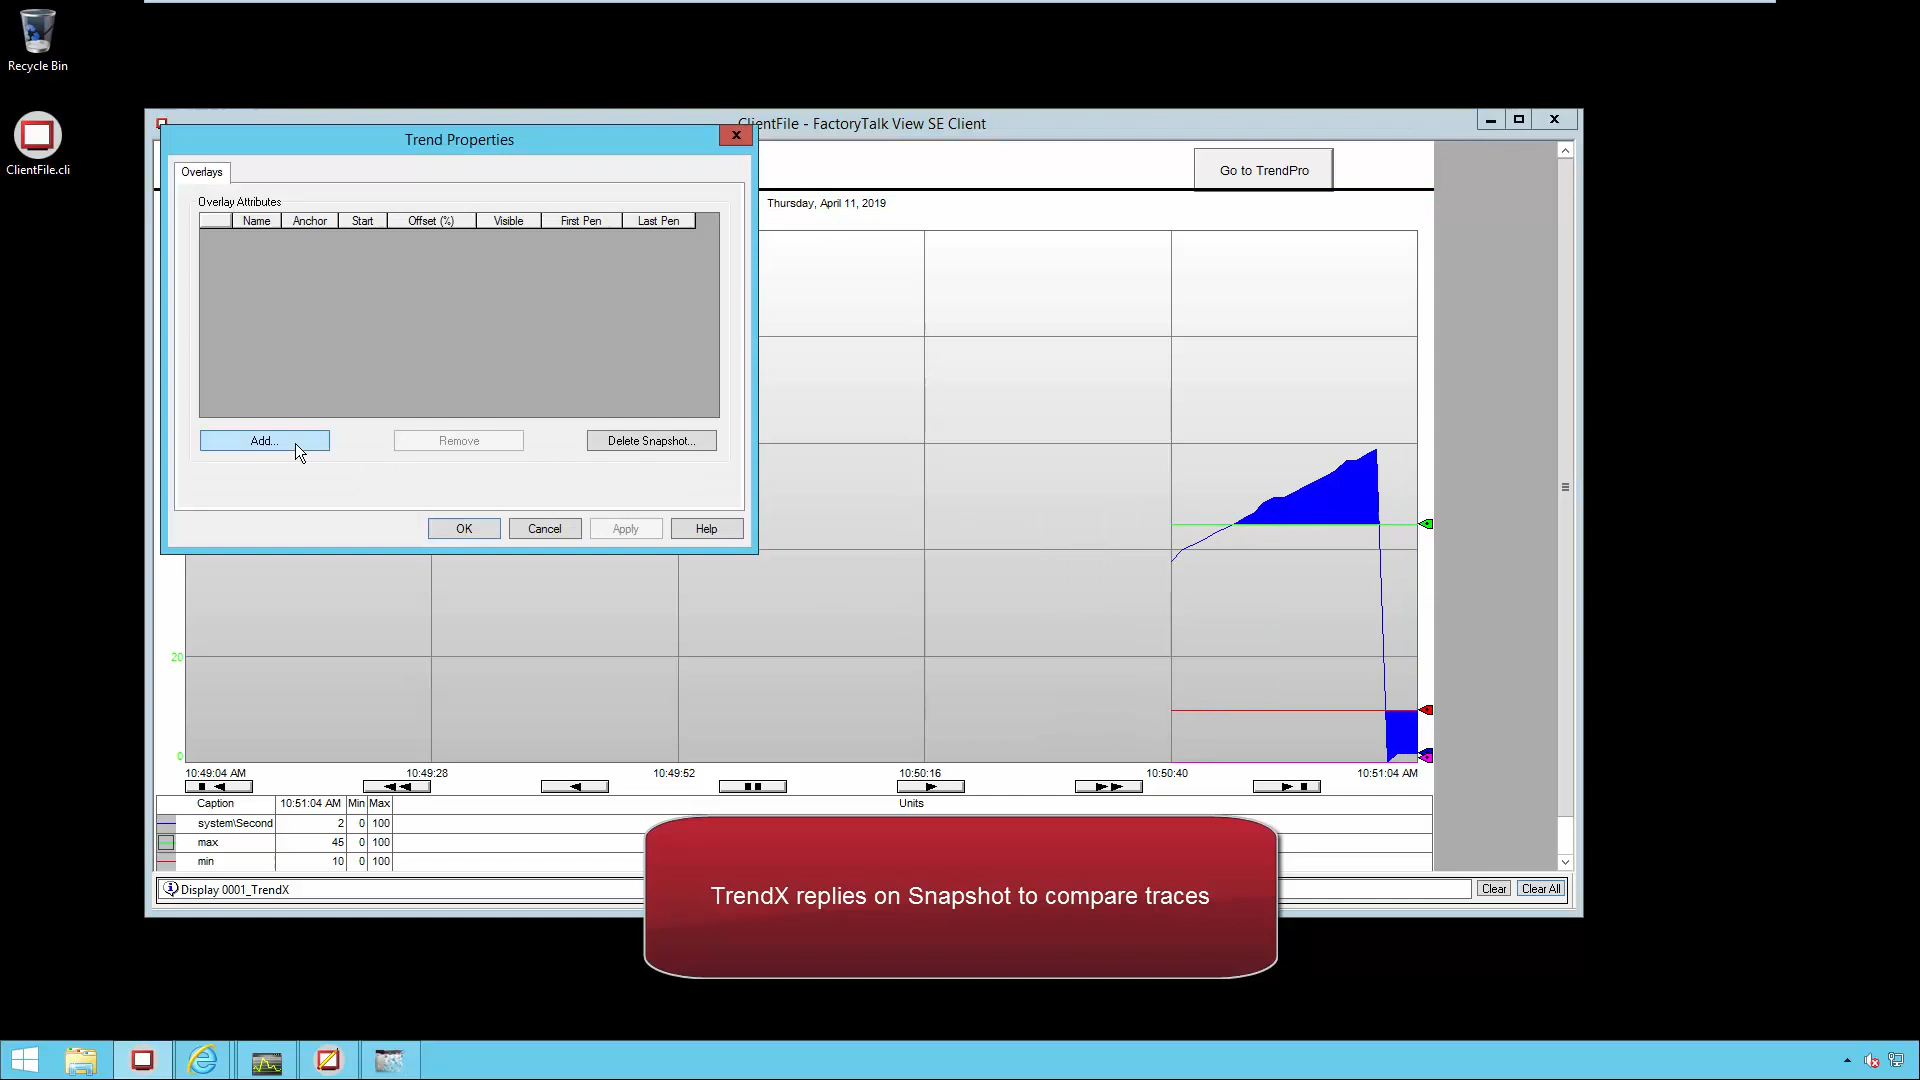 Recycle Bin
ClientFile.cli
ClientFile - FactoryTalk View SE Client
Trend Properties
x
Overlays
Overlay Attributes
Name Anchor Start Offset (%) Visible First Pen Last Pen
Add... Remove Delete Snapshot...
OK Cancel Apply Help
Go to TrendPro
Thursday, April 11, 2019
20
0
10:49:04 AM 10:49:28 10:49:52 10:50:16 10:50:40 10:51:04 AM
Caption 10:51:04 AM Min Max Units
system\Second 2 0 100
max 45 0 100
min 10 0 100
Display 0001_TrendX
Clear Clear All
TrendX replies on Snapshot to compare traces